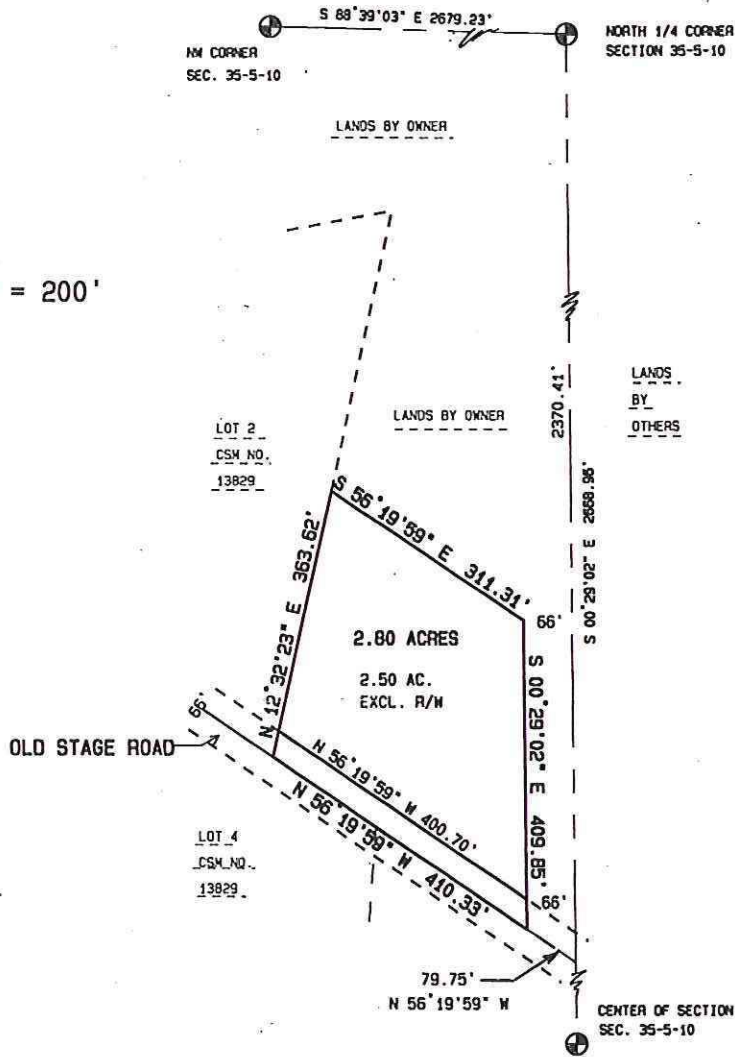 S 88°39'03" E 2679.23'
NW CORNER
SEC. 35-5-10
NORTH 1/4 CORNER
SECTION 35-5-10
LANDS BY OWNER
= 200'
2370.41'
LANDS
BY
OTHERS
LANDS BY OWNER
LOT 2
CSM NO.
13829
S 00°29'02" E 2668.95'
S 56°19'59" E 311.31'
N 12°32'23" E 363.62'
66'
2.80 ACRES
2.50 AC.
EXCL. R/W
S 00°29'02" E 409.85'
66'
OLD STAGE ROAD
N 56°19'59" W 400.70'
N 56°19'59" W 410.33'
LOT 4
CSM NO.
13829
66'
79.75'
N 56°19'59" W
CENTER OF SECTION
SEC. 35-5-10